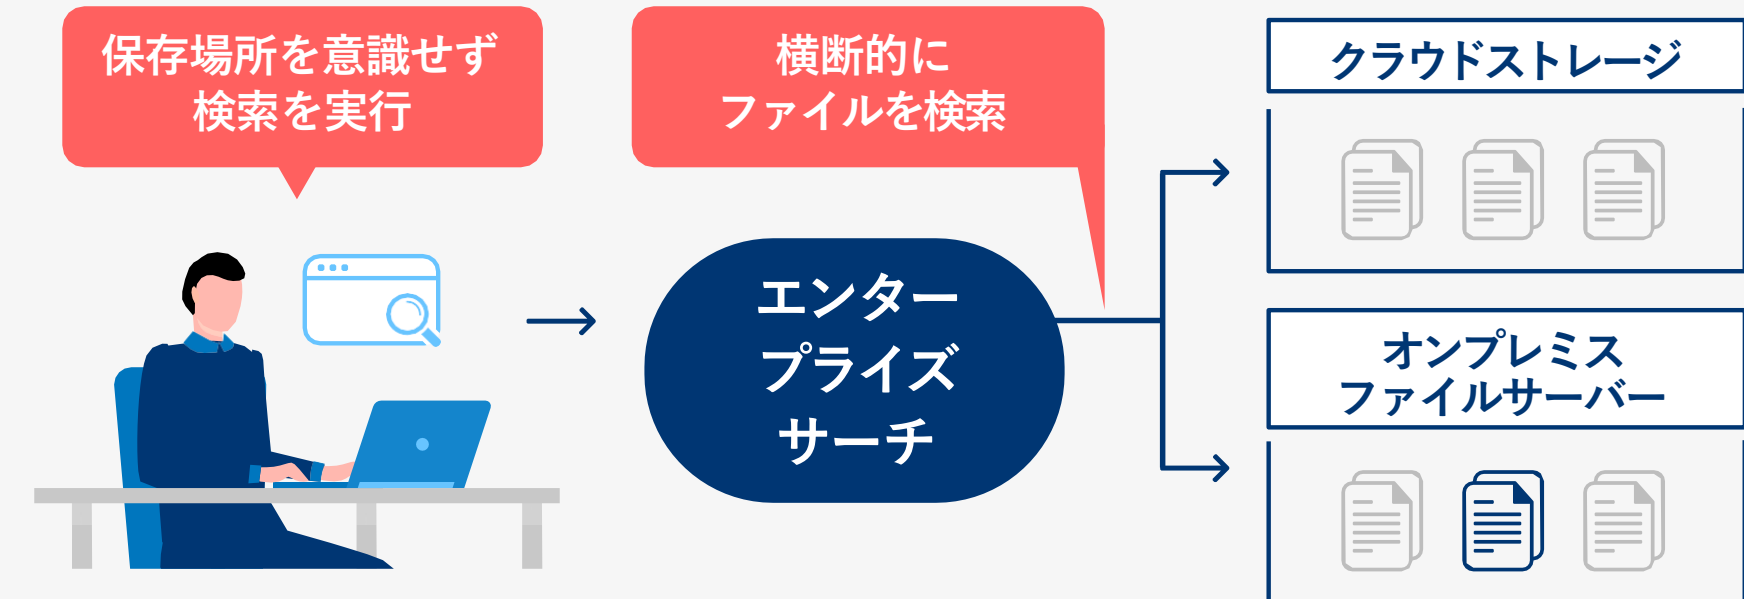 保存場所を意識せず
検索を実行
横断的に
ファイルを検索
エンター
プライズ
サーチ
クラウドストレージ
オンプレミス
ファイルサーバー